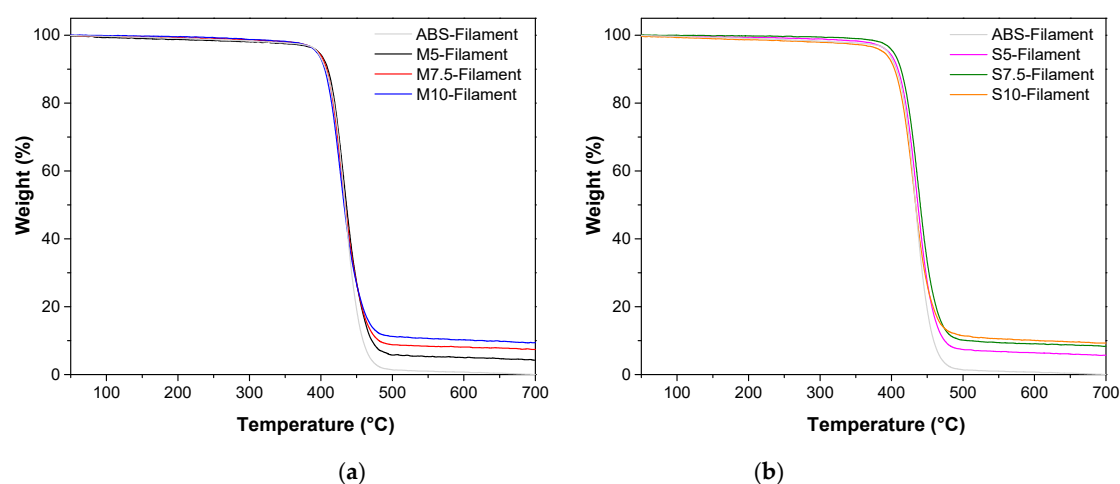 100
80
60
40
20
0
Weight (%)
100
200
300
400
500
600
700
Temperature (°C)
ABS-Filament
M5-Filament
M7.5-Filament
M10-Filament
(a)
100
80
60
40
20
0
Weight (%)
100
200
300
400
500
600
700
Temperature (°C)
ABS-Filament
S5-Filament
S7.5-Filament
S10-Filament
(b)